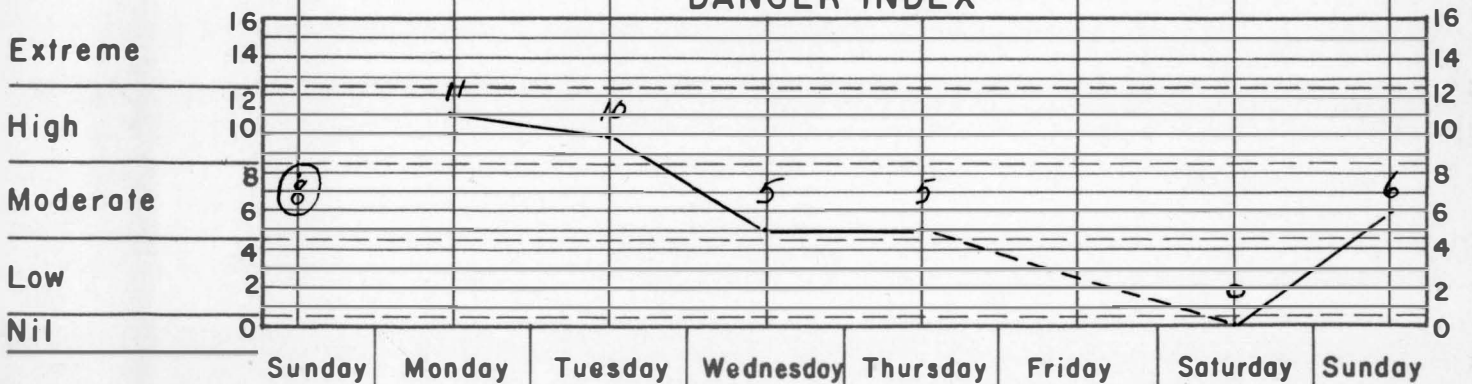 DANGER INDEX
16 16
Extreme 14 14
12 12
11
High 10 10
10
8 8
Moderate 5 5 6
6 6
4 4
Low
2 2
0
Nil 0 0
Sunday Monday Tuesday Wednesday Thursday Friday Saturday Sunday